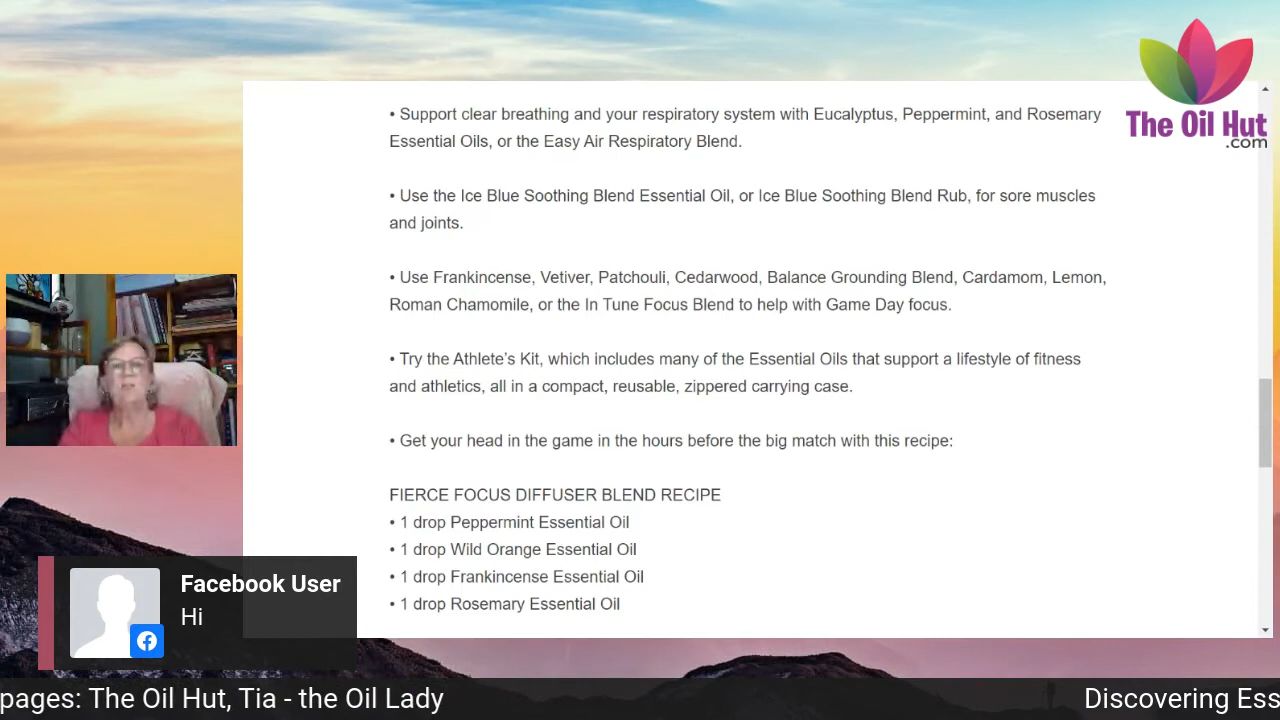 The Oil Hut
.com
• Support clear breathing and your respiratory system with Eucalyptus, Peppermint, and Rosemary
Essential Oils, or the Easy Air Respiratory Blend.
• Use the Ice Blue Soothing Blend Essential Oil, or Ice Blue Soothing Blend Rub, for sore muscles
and joints.
• Use Frankincense, Vetiver, Patchouli, Cedarwood, Balance Grounding Blend, Cardamom, Lemon,
Roman Chamomile, or the In Tune Focus Blend to help with Game Day focus.
• Try the Athlete’s Kit, which includes many of the Essential Oils that support a lifestyle of fitness
and athletics, all in a compact, reusable, zippered carrying case.
• Get your head in the game in the hours before the big match with this recipe:
FIERCE FOCUS DIFFUSER BLEND RECIPE
• 1 drop Peppermint Essential Oil
• 1 drop Wild Orange Essential Oil
• 1 drop Frankincense Essential Oil
• 1 drop Rosemary Essential Oil
Facebook User
Hi
pages: The Oil Hut, Tia - the Oil Lady Discovering Ess